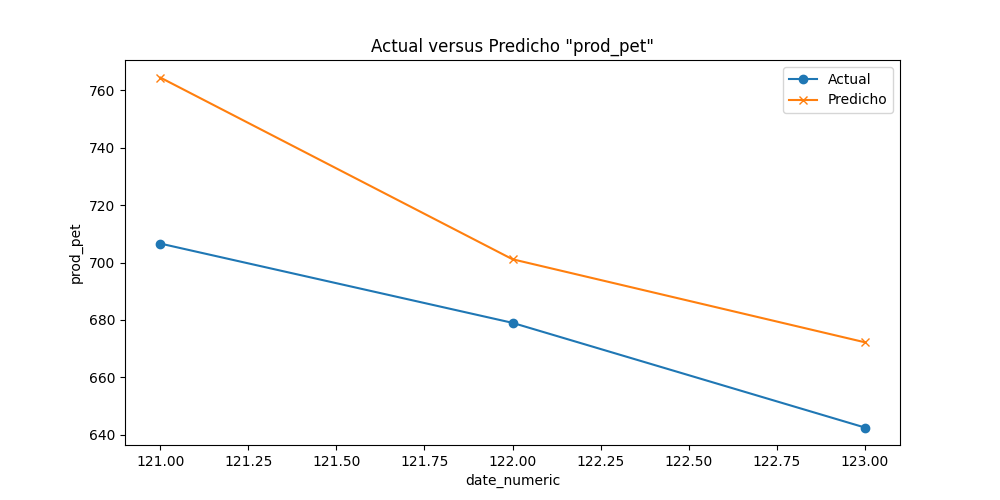 Actual versus Predicho "prod_pet"
Actual
Predicho
760
740
720
700
680
660
640
prod_pet
121.00 121.25 121.50 121.75 122.00 122.25 122.50 122.75 123.00
date_numeric